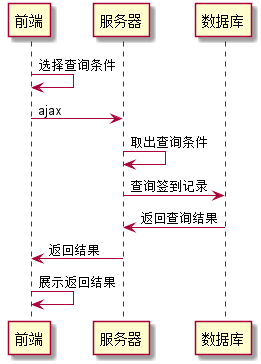 前端 服务器 数据库
选择查询条件
ajax
取出查询条件
查询签到记录
返回查询结果
返回结果
展示返回结果
前端 服务器 数据库